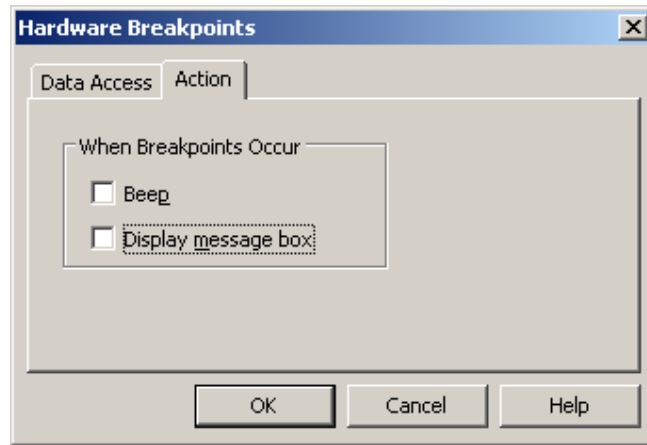 Hardware Breakpoints
Data Access Action
When Breakpoints Occur
Beep
Display message box
OK Cancel Help